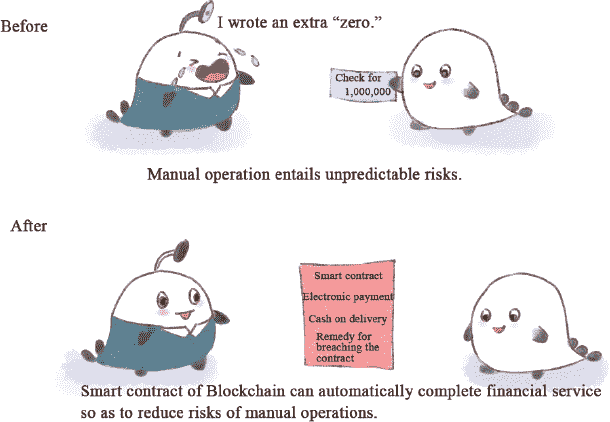 Before
I wrote an extra “zero.”
Check for
1,000,000
Manual operation entails unpredictable risks.
After
Smart contract
Electronic payment
Cash on delivery
Remedy for
breaching the
contract
Smart contract of Blockchain can automatically complete financial service
so as to reduce risks of manual operations.